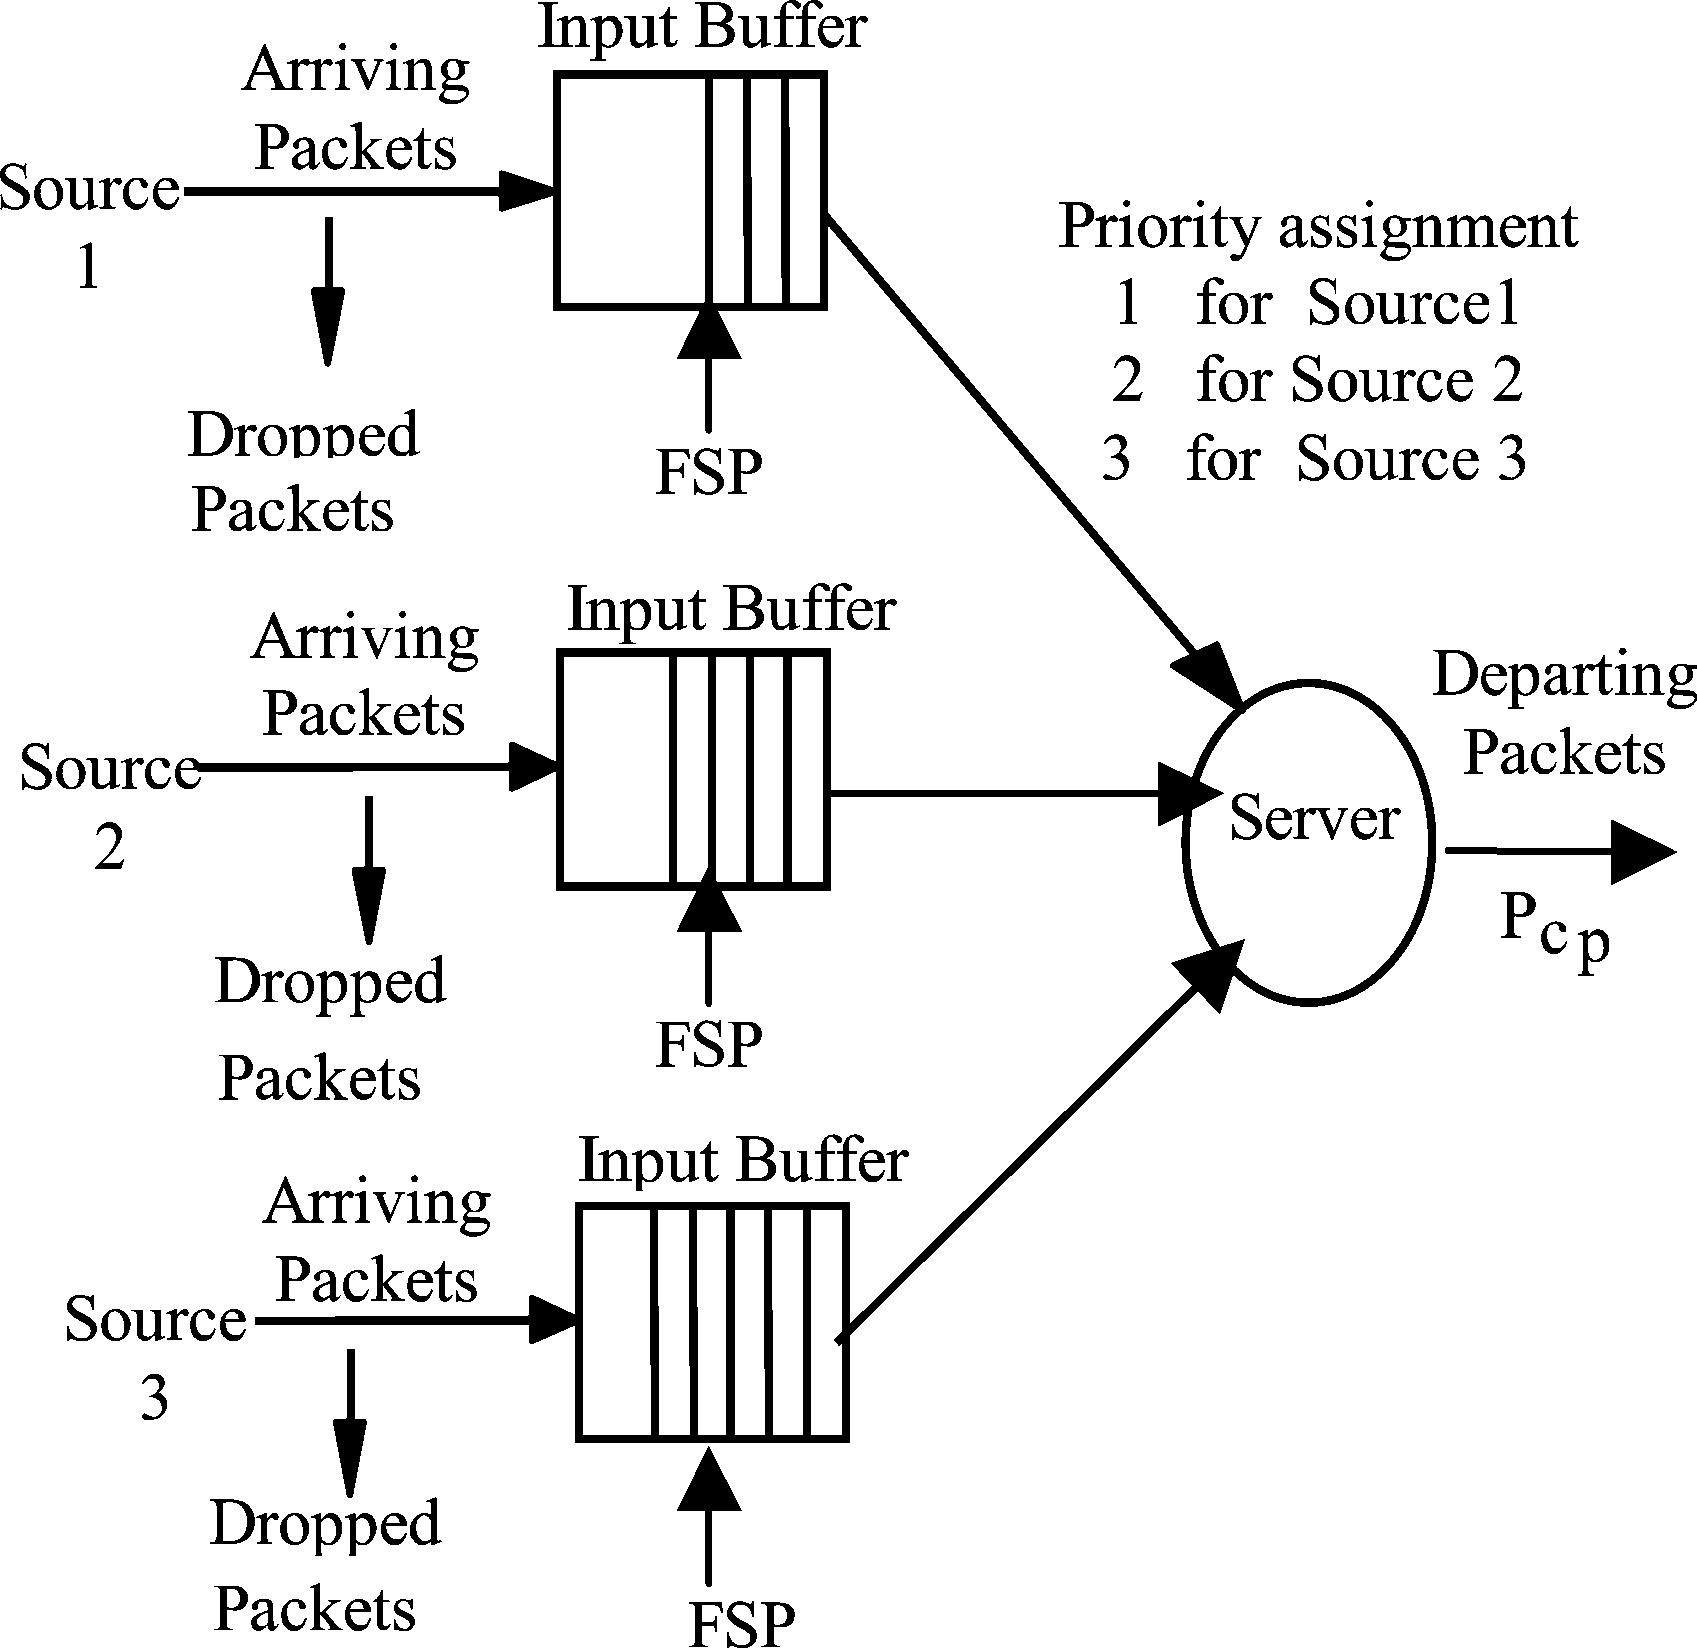 Input Buffer
Arriving
Packets
Source
1
Dropped
Packets
FSP
Priority assignment
1 for Source1
2 for Source 2
3 for Source 3
Input Buffer
Arriving
Packets
Source
2
Dropped
Packets
FSP
Server
Departing
Packets
Pcp
Input Buffer
Arriving
Packets
Source
3
Dropped
Packets
FSP